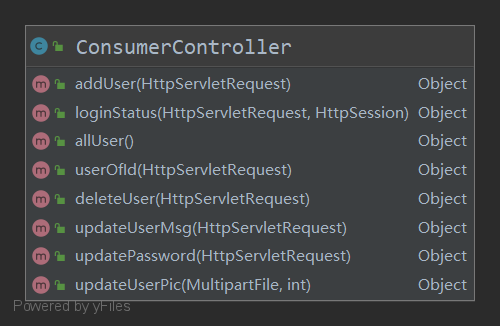 ConsumerController
addUser(HttpServletRequest) Object
loginStatus(HttpServletRequest, HttpSession) Object
allUser() Object
userOfId(HttpServletRequest) Object
deleteUser(HttpServletRequest) Object
updateUserMsg(HttpServletRequest) Object
updatePassword(HttpServletRequest) Object
updateUserPic(MultipartFile, int) Object
Powered by yFiles